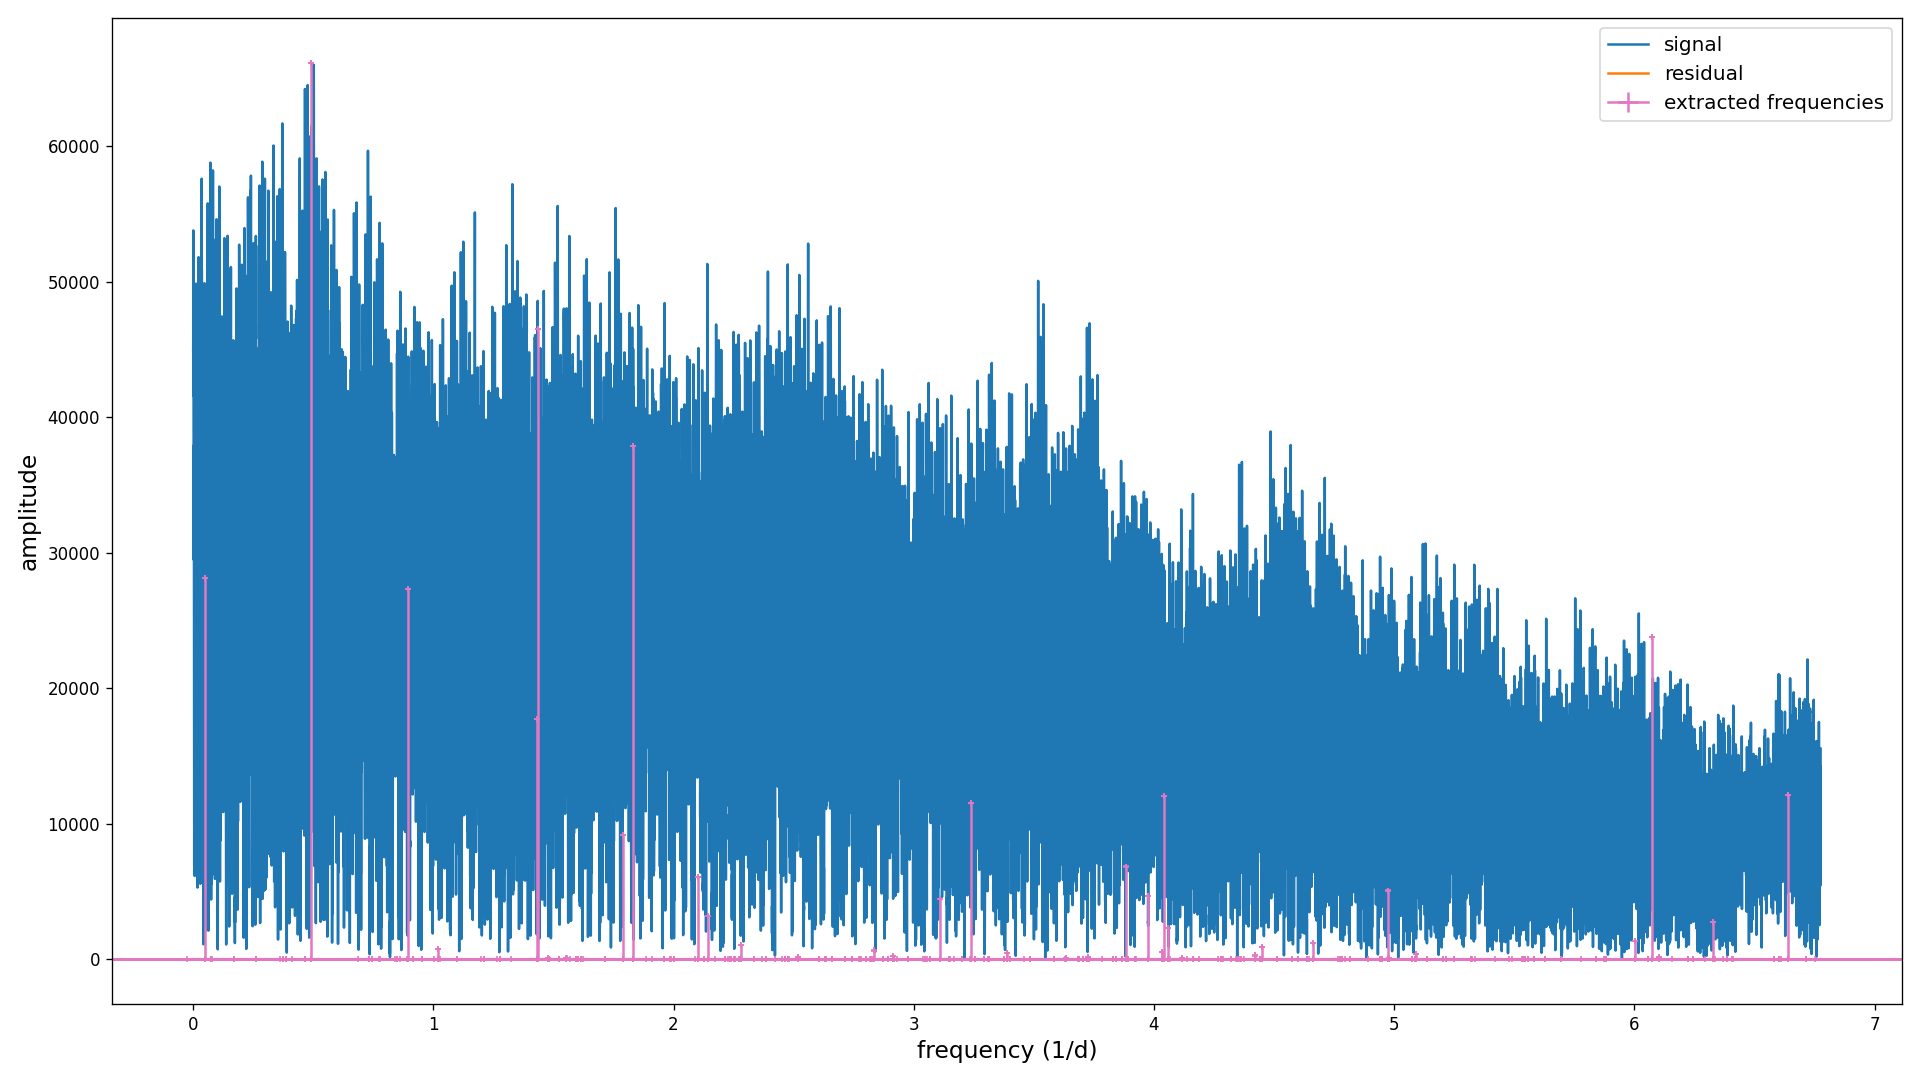 signal
residual
extracted frequencies
amplitude
60000
50000
40000
30000
20000
10000
0
0 1 2 3 4 5 6 7
frequency (1/d)